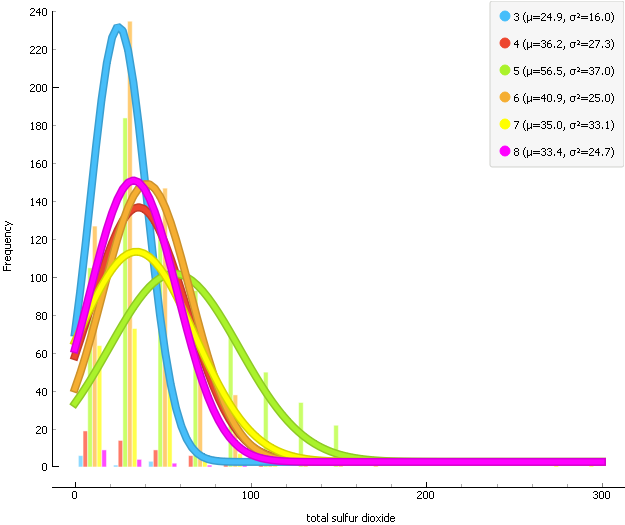 240
220
200
180
160
140
120
100
80
60
40
20
0
Frequency
0
100
200
300
total sulfur dioxide
3 (μ=24.9, σ²=16.0)
4 (μ=36.2, σ²=27.3)
5 (μ=56.5, σ²=37.0)
6 (μ=40.9, σ²=25.0)
7 (μ=35.0, σ²=33.1)
8 (μ=33.4, σ²=24.7)